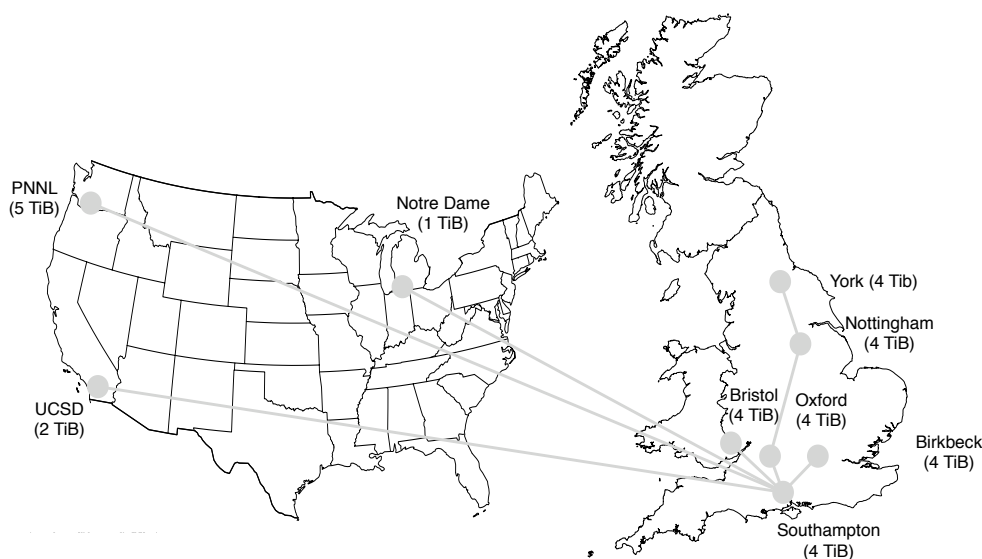 PNNL
(5 TiB)
Notre Dame
(1 TiB)
York (4 Tib)
Nottingham
(4 TiB)
Bristol
(4 TiB)
Oxford
(4 TiB)
UCSD
(2 TiB)
Birkbeck
(4 TiB)
Southampton
(4 TiB)